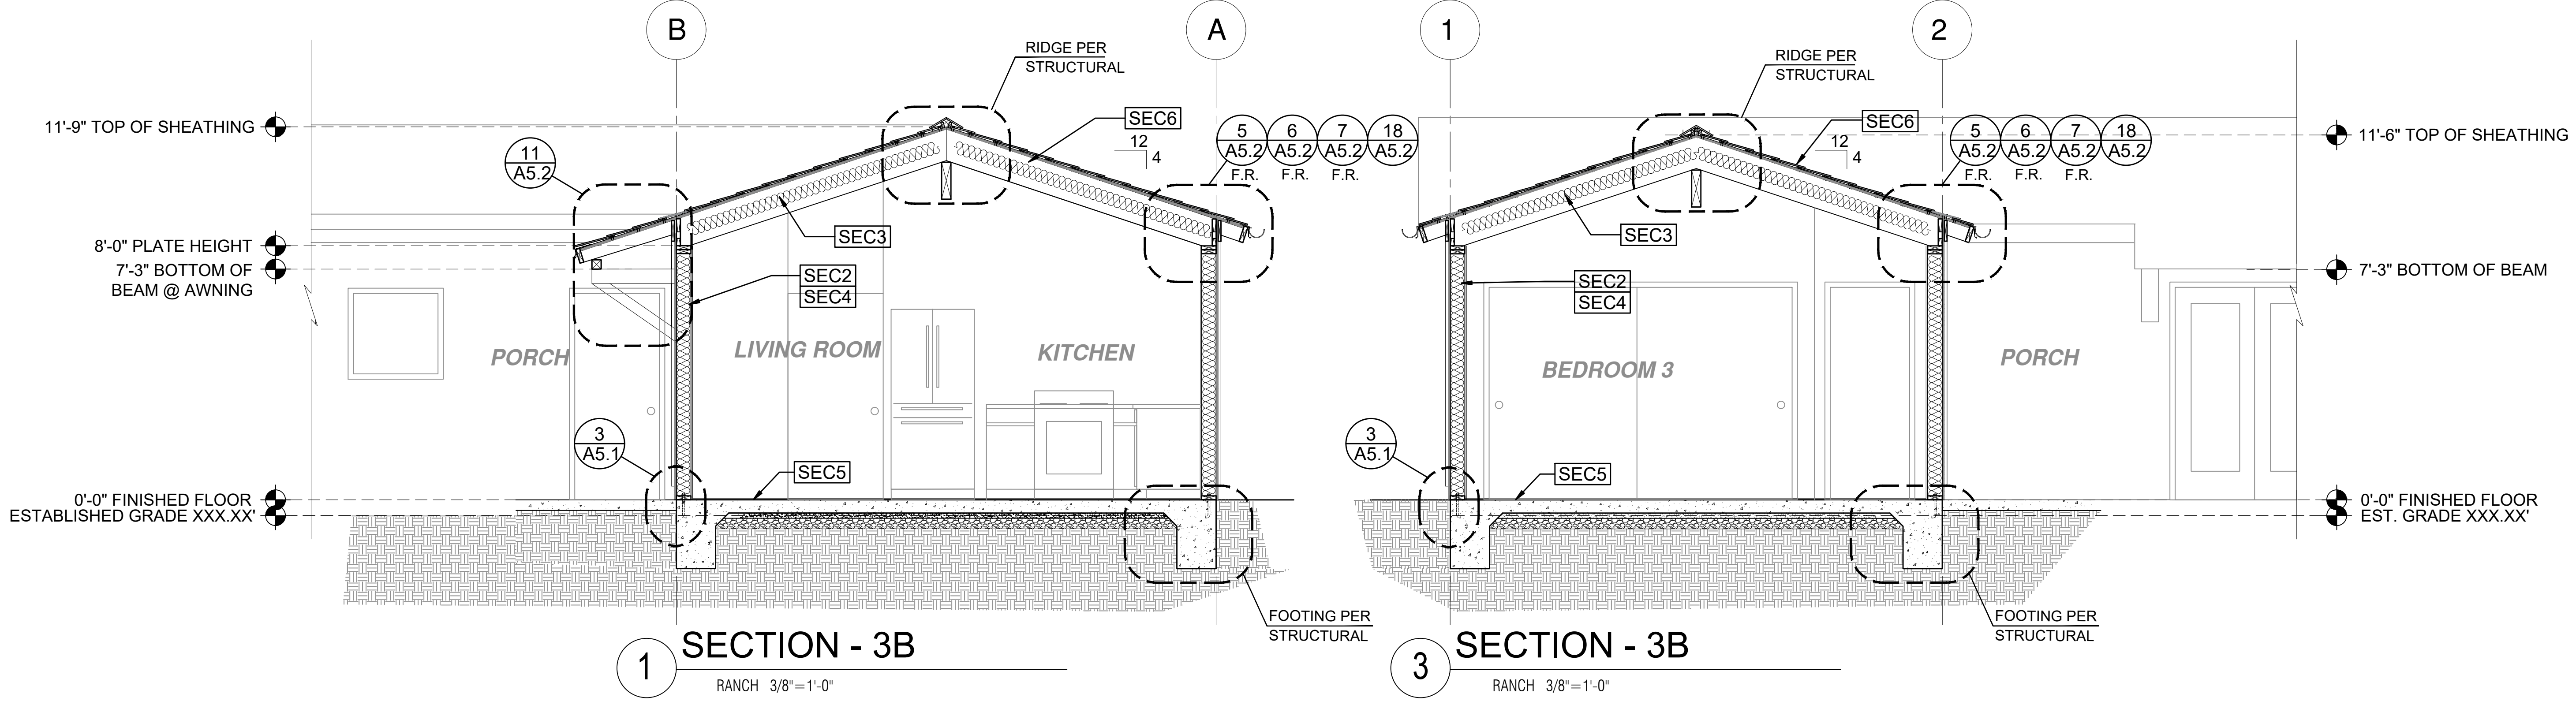 B
A
RIDGE PER
STRUCTURAL
11'-9" TOP OF SHEATHING
SEC6
12
4
5
A5.2
F.R.
6
A5.2
F.R.
7
A5.2
F.R.
18
A5.2
11
A5.2
SEC3
8'-0" PLATE HEIGHT
7'-3" BOTTOM OF
BEAM @ AWNING
SEC2
SEC4
PORCH
LIVING ROOM
KITCHEN
3
A5.1
SEC5
0'-0" FINISHED FLOOR
ESTABLISHED GRADE XXX.XX'
FOOTING PER
STRUCTURAL
1
SECTION - 3B
RANCH 3/8"=1'-0"
1
2
RIDGE PER
STRUCTURAL
SEC6
12
4
5
A5.2
F.R.
6
A5.2
F.R.
7
A5.2
F.R.
18
A5.2
11'-6" TOP OF SHEATHING
SEC3
7'-3" BOTTOM OF BEAM
SEC2
SEC4
BEDROOM 3
PORCH
3
A5.1
SEC5
0'-0" FINISHED FLOOR
EST. GRADE XXX.XX'
FOOTING PER
STRUCTURAL
3
SECTION - 3B
RANCH 3/8"=1'-0"